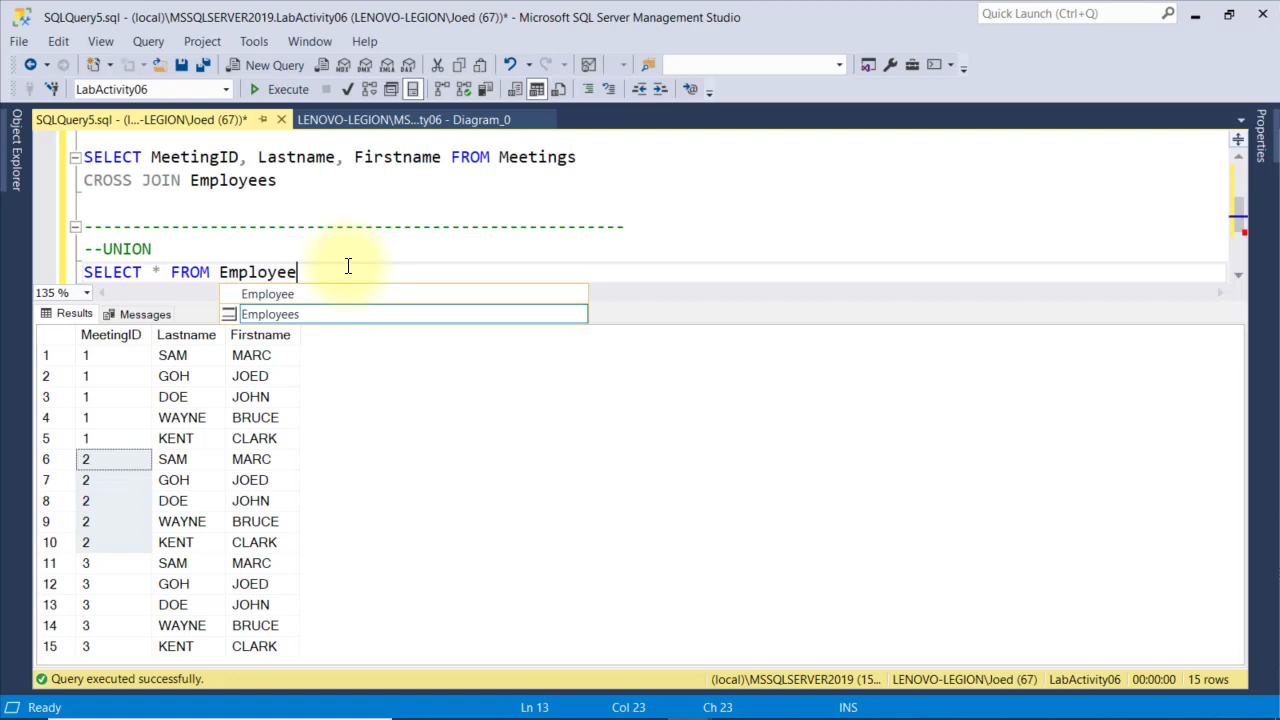 SQLQuery5.sql - (local)\MSSQLSERVER2019.LabActivity06 (LENOVO-LEGION\Joed (67))* - Microsoft SQL Server Management Studio
Quick Launch (Ctrl+Q)
File Edit View Query Project Tools Window Help
New Query
MDX DMX XMLA DAX
LabActivity06
Execute
SQLQuery5.sql - (l...-LEGION\Joed (67))*
LENOVO-LEGION\MS...ty06 - Diagram_0
Object Explorer
Properties
SELECT MeetingID, Lastname, Firstname FROM Meetings
CROSS JOIN Employees
--------------------------------------------------------
--UNION
SELECT * FROM Employee
Employee
Employees
135 %
Results Messages
MeetingID Lastname Firstname
1 1 SAM MARC
2 1 GOH JOED
3 1 DOE JOHN
4 1 WAYNE BRUCE
5 1 KENT CLARK
6 2 SAM MARC
7 2 GOH JOED
8 2 DOE JOHN
9 2 WAYNE BRUCE
10 2 KENT CLARK
11 3 SAM MARC
12 3 GOH JOED
13 3 DOE JOHN
14 3 WAYNE BRUCE
15 3 KENT CLARK
Query executed successfully.
(local)\MSSQLSERVER2019 (15... LENOVO-LEGION\Joed (67) LabActivity06 00:00:00 15 rows
Ready
Ln 13 Col 23 Ch 23 INS